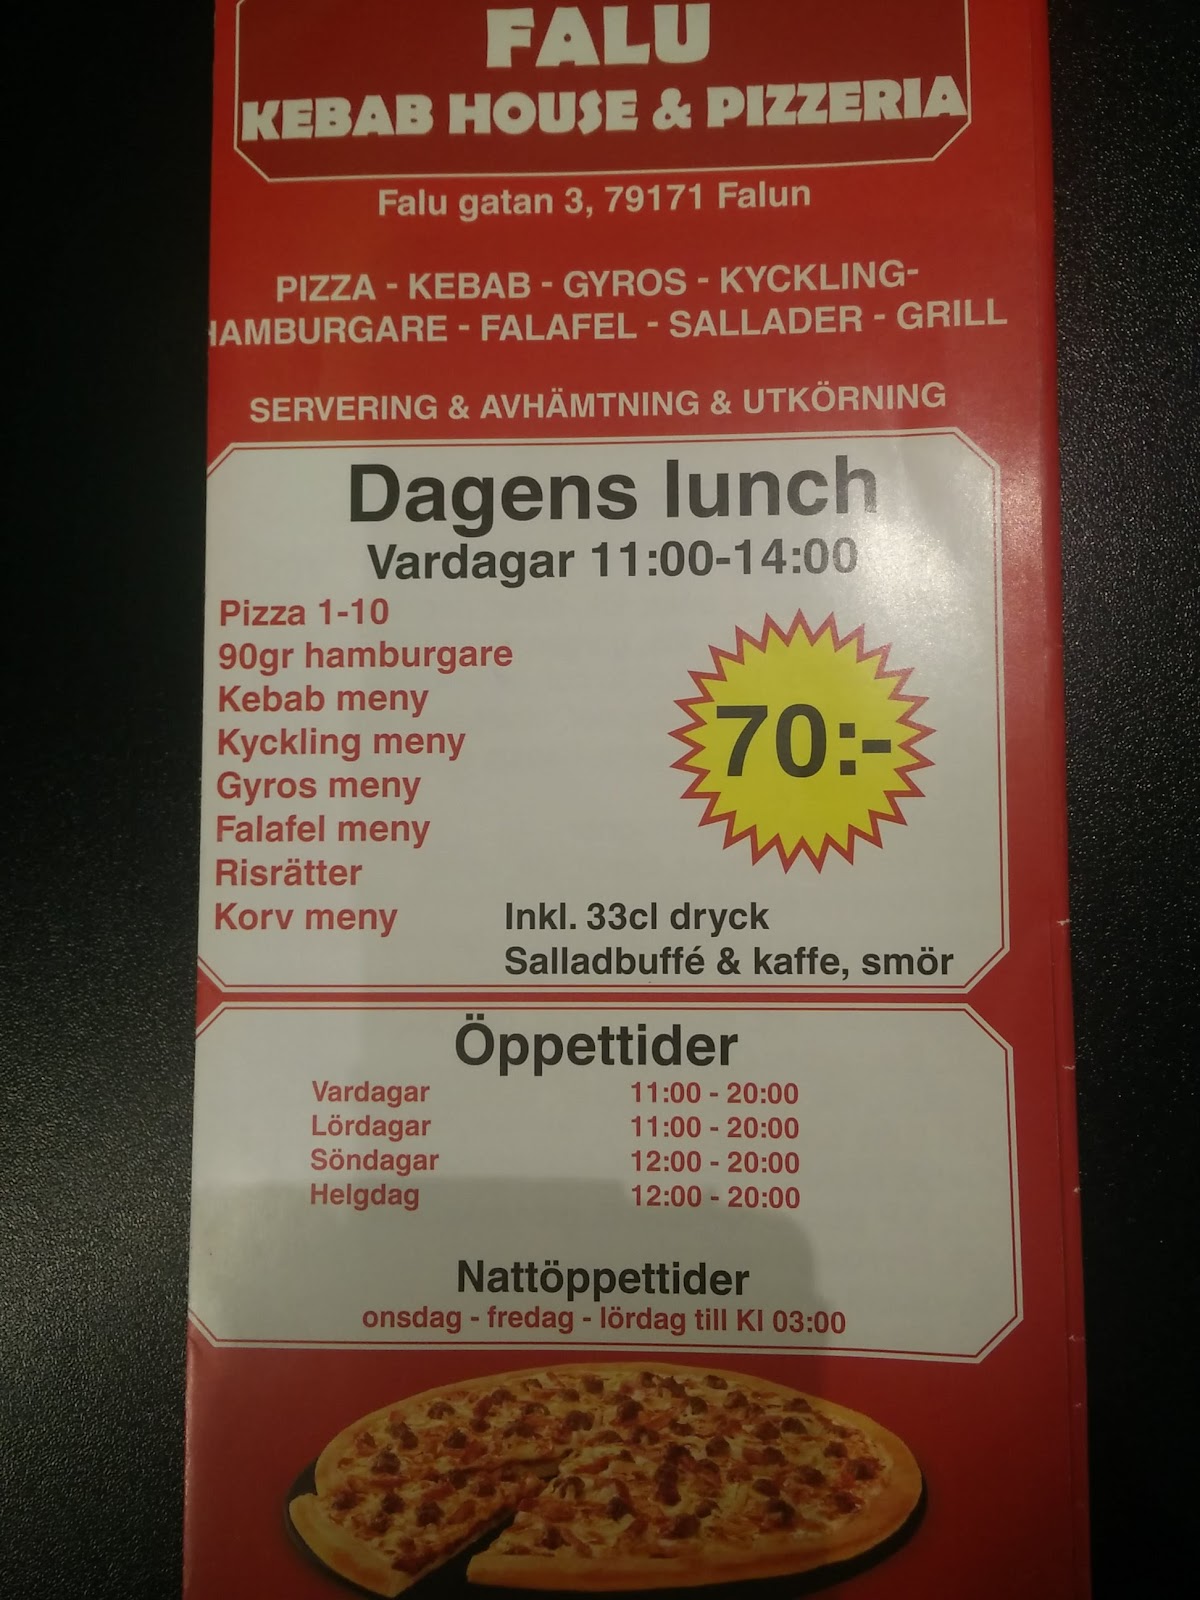 FALU
KEBAB HOUSE & PIZZERIA
Falu gatan 3, 79171 Falun
PIZZA - KEBAB - GYROS - KYCKLING-
HAMBURGARE - FALAFEL - SALLADER - GRILL
SERVERING & AVHÄMTNING & UTKÖRNING
Dagens lunch
Vardagar 11:00-14:00
Pizza 1-10
90gr hamburgare
Kebab meny
Kyckling meny
Gyros meny
Falafel meny
Risrätter
Korv meny
70:-
Inkl. 33cl dryck
Salladbuffé & kaffe, smör
Öppettider
Vardagar 11:00 - 20:00
Lördagar 11:00 - 20:00
Söndagar 12:00 - 20:00
Helgdag 12:00 - 20:00
Nattöppettider
onsdag - fredag - lördag till Kl 03:00